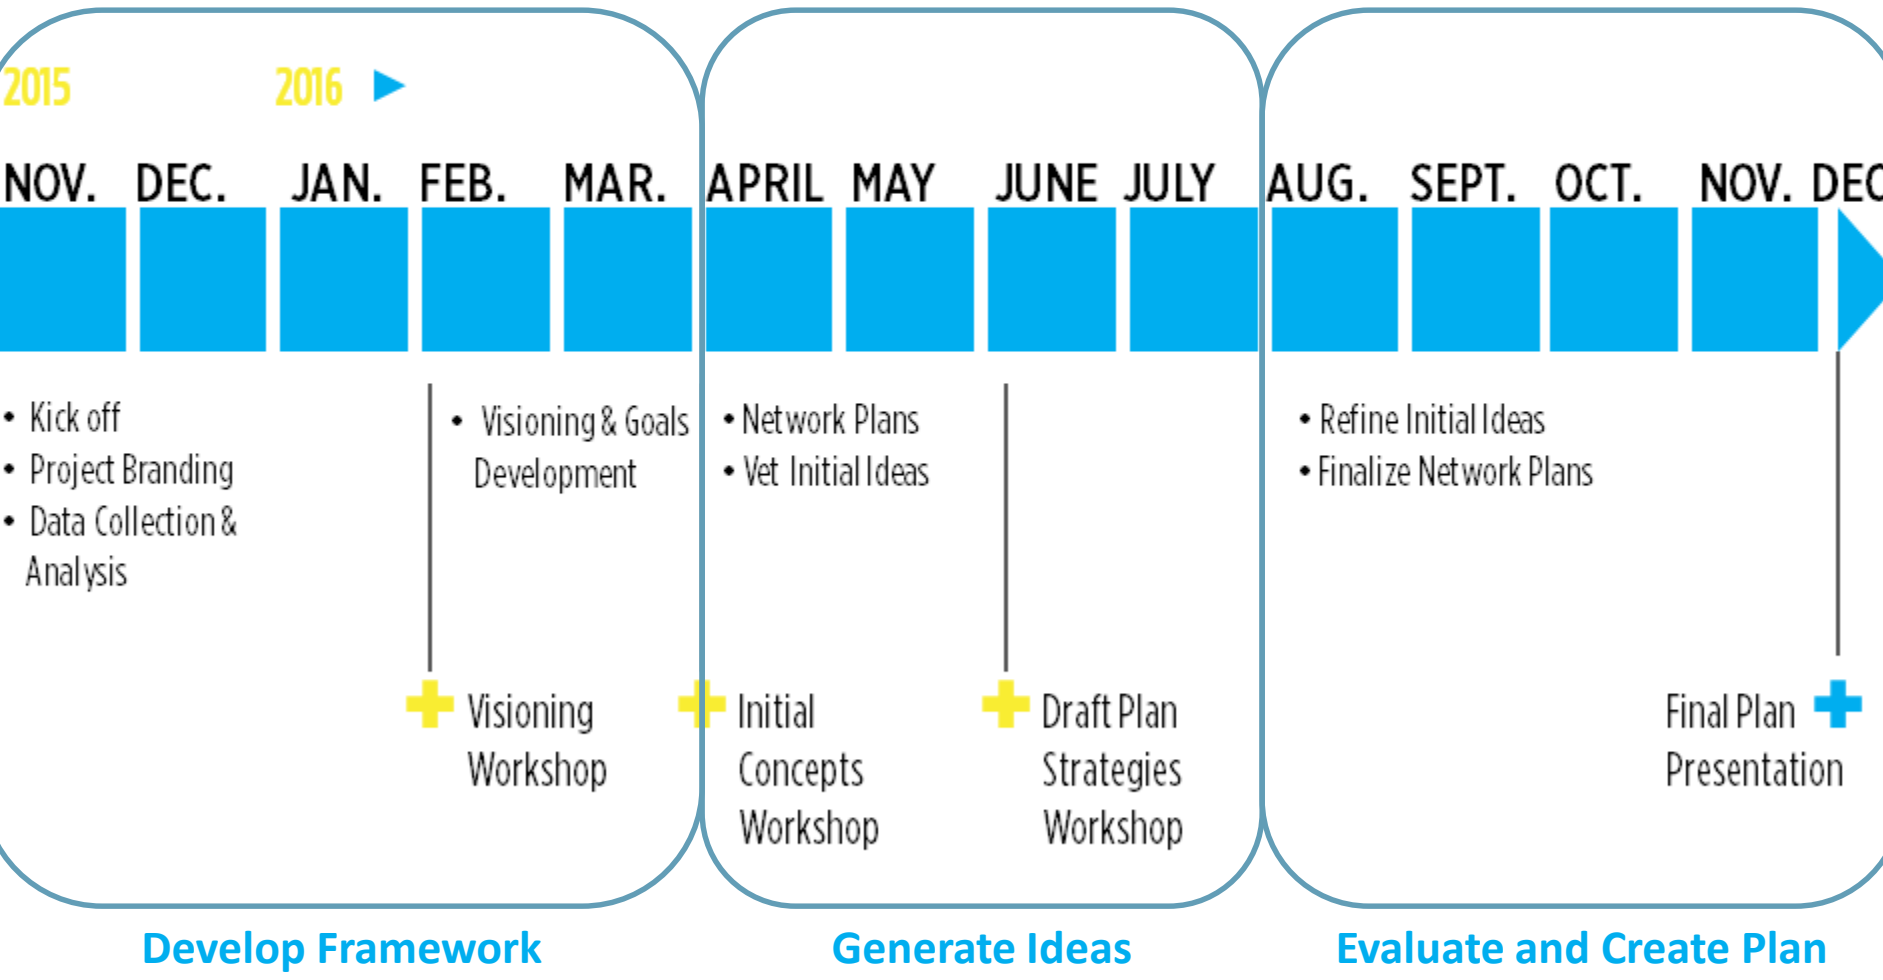 2015 2016
NOV. DEC. JAN. FEB. MAR. APRIL MAY JUNE JULY AUG. SEPT. OCT. NOV. DEC
• Kick off
• Project Branding
• Data Collection &
Analysis
• Visioning & Goals
Development
• Network Plans
• Vet Initial Ideas
• Refine Initial Ideas
• Finalize Network Plans
Visioning
Workshop
Initial
Concepts
Workshop
Draft Plan
Strategies
Workshop
Final Plan
Presentation
Develop Framework
Generate Ideas
Evaluate and Create Plan